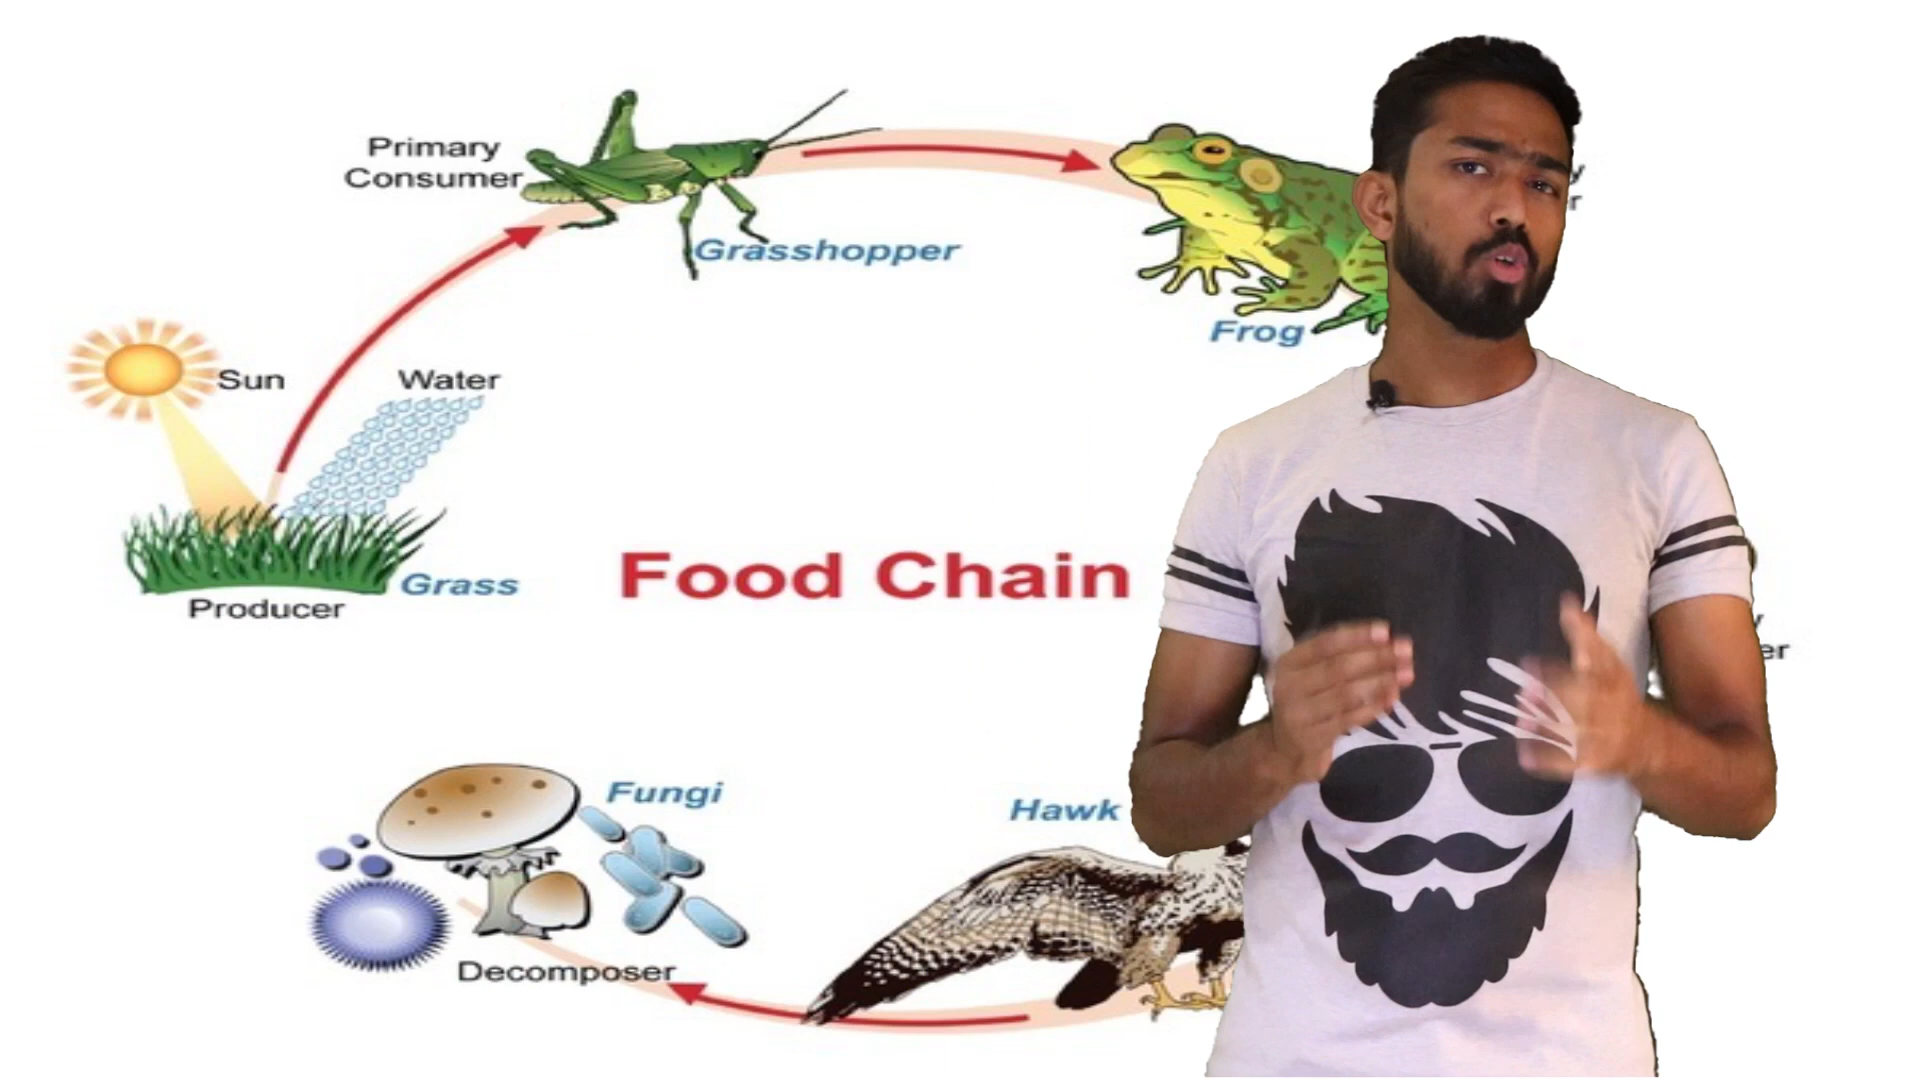 Primary
Consumer
Grasshopper
Frog
Sun
Water
Grass
Producer
Food Chain
Fungi
Hawk
Decomposer